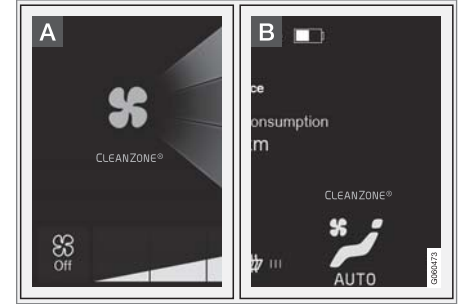 A
CLEANZONE®
Off
B
ce
onsumption
m
CLEANZONE®
AUTO
G060473